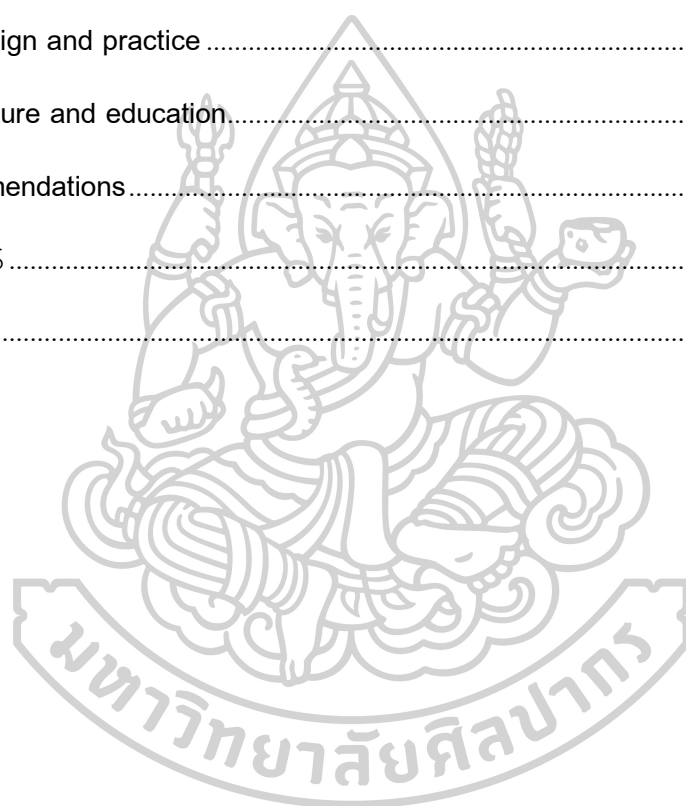 ign and practice ..........................................................................
ure and education.......................................................................
nendations...................................................................................
S ...................................................................................................
....................................................................................................
มหาวิทยาลัยศิลปากร